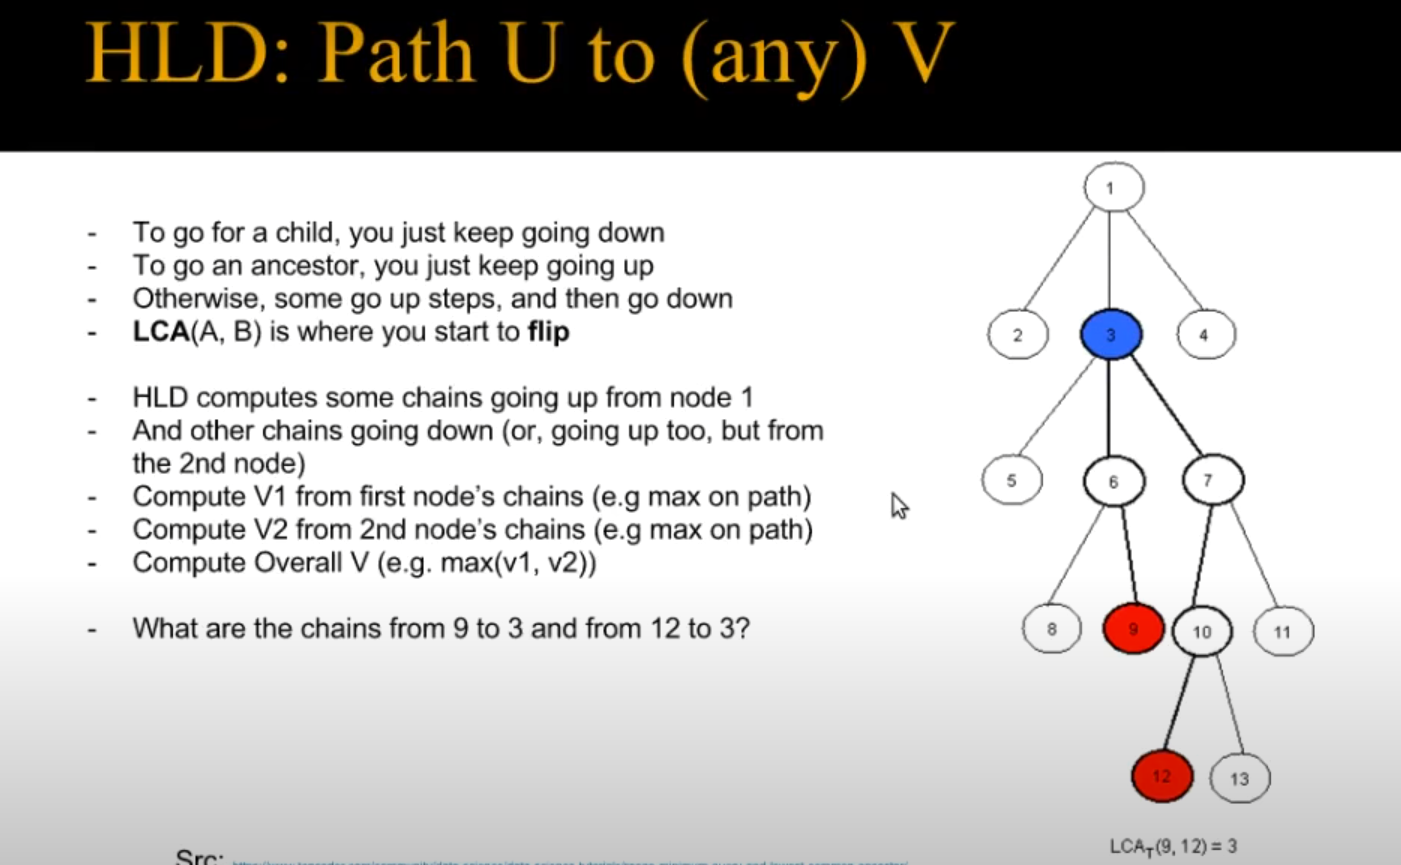 HLD: Path U to (any) V
- To go for a child, you just keep going down
- To go an ancestor, you just keep going up
- Otherwise, some go up steps, and then go down
- LCA(A, B) is where you start to flip
- HLD computes some chains going up from node 1
- And other chains going down (or, going up too, but from
the 2nd node)
- Compute V1 from first node's chains (e.g max on path)
- Compute V2 from 2nd node's chains (e.g max on path)
- Compute Overall V (e.g. max(v1, v2))
- What are the chains from 9 to 3 and from 12 to 3?
1
2 3 4
5 6 7
8 9 10 11
12 13
LCAT(9, 12) = 3
Src: